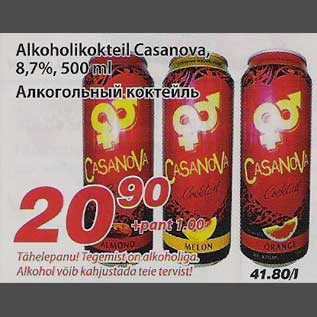 Alkoholikokteil Casanova,
8,7%, 500 ml
Алкогольный коктейль
CASANOVA
CASANOVA
Cocktail
CASANOVA
Cocktail
20 90
+pant 1.00
ALMOND
MELON
ORANGE
Tähelepanu! Tegemist on alkoholiga.
Alkohol võib kahjustada teie tervist!
41.80/l